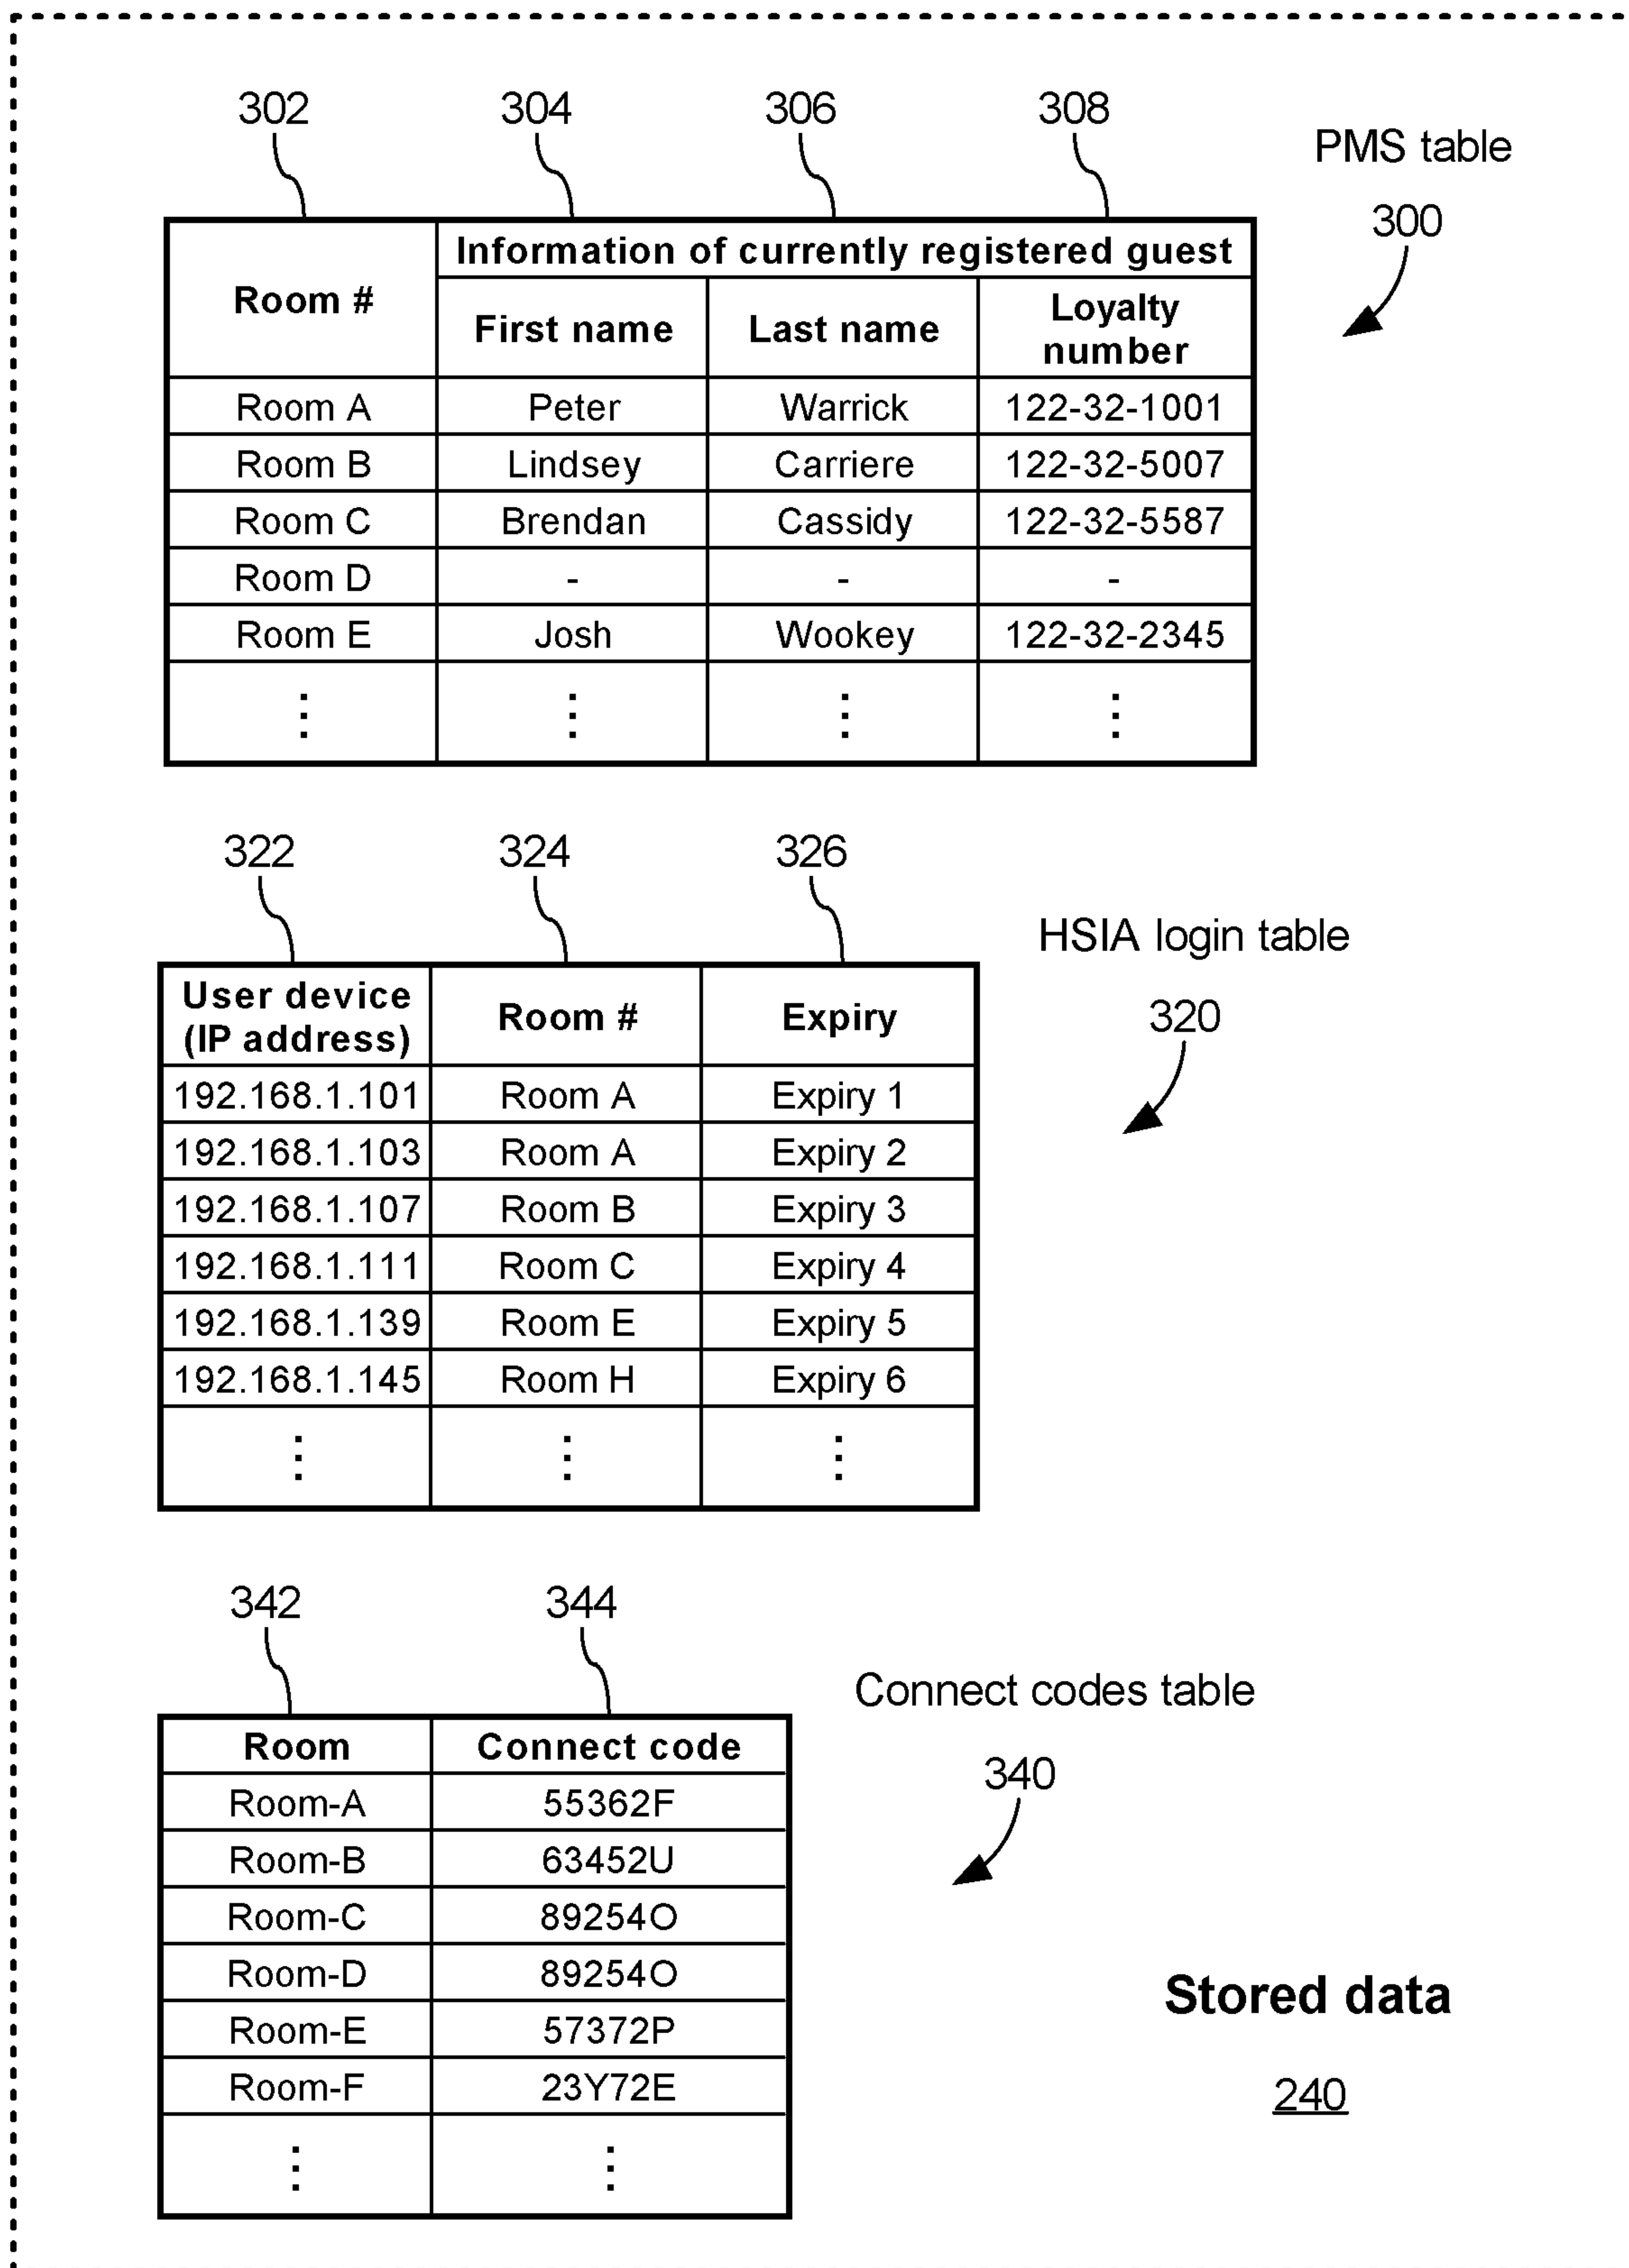 302 304 306 308
PMS table
300
Room # Information of currently registered guest
First name Last name Loyalty number
Room A Peter Warrick 122-32-1001
Room B Lindsey Carriere 122-32-5007
Room C Brendan Cassidy 122-32-5587
Room D - - -
Room E Josh Wookey 122-32-2345
⋮ ⋮ ⋮ ⋮
322 324 326
HSIA login table
320
User device (IP address) Room # Expiry
192.168.1.101 Room A Expiry 1
192.168.1.103 Room A Expiry 2
192.168.1.107 Room B Expiry 3
192.168.1.111 Room C Expiry 4
192.168.1.139 Room E Expiry 5
192.168.1.145 Room H Expiry 6
⋮ ⋮ ⋮
342 344
Connect codes table
340
Room Connect code
Room-A 55362F
Room-B 63452U
Room-C 89254O
Room-D 89254O
Room-E 57372P
Room-F 23Y72E
⋮ ⋮
Stored data
240